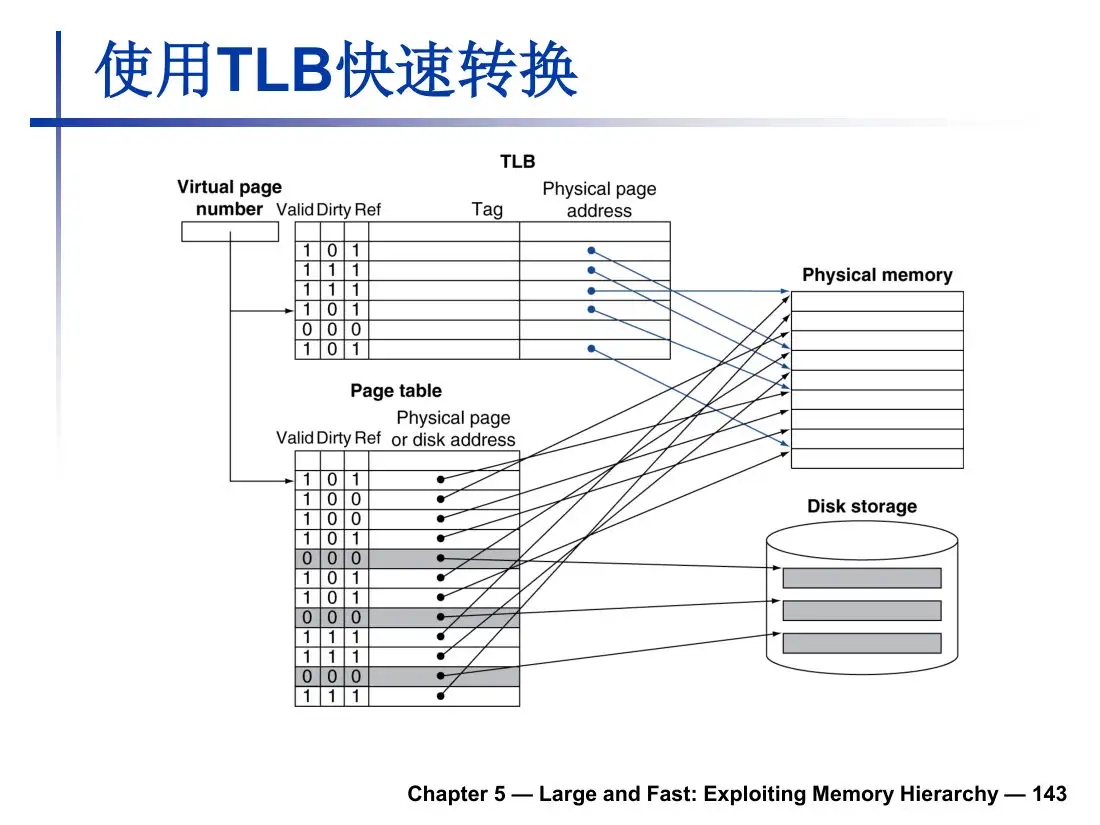 使用TLB快速转换
TLB
Virtual page
number
Valid Dirty Ref
Tag
Physical page
address
1 0 1
1 1 1
1 1 1
1 0 1
0 0 0
1 0 1
Physical memory
Page table
Physical page
or disk address
Valid Dirty Ref
1 0 1
1 0 0
1 0 0
1 0 1
0 0 0
1 0 1
1 0 1
0 0 0
1 1 1
1 1 1
0 0 0
1 1 1
Disk storage
Chapter 5 — Large and Fast: Exploiting Memory Hierarchy — 143